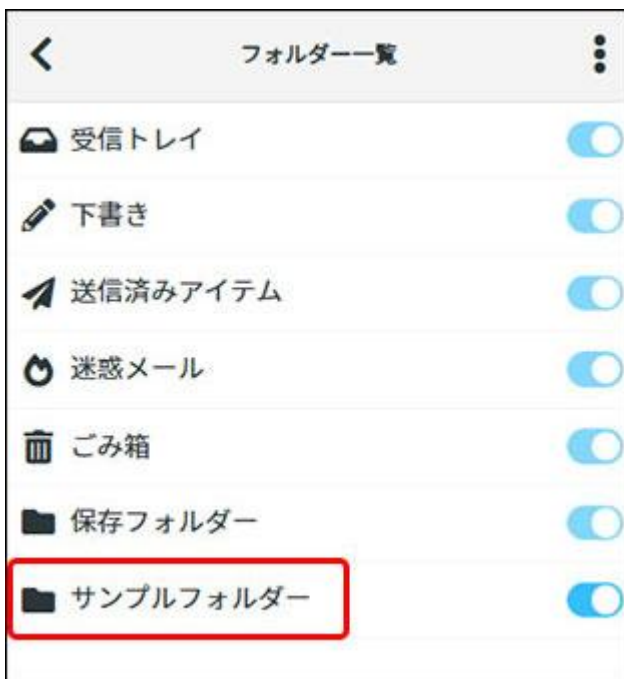 フォルダー一覧
受信トレイ
下書き
送信済みアイテム
迷惑メール
ごみ箱
保存フォルダー
サンプルフォルダー